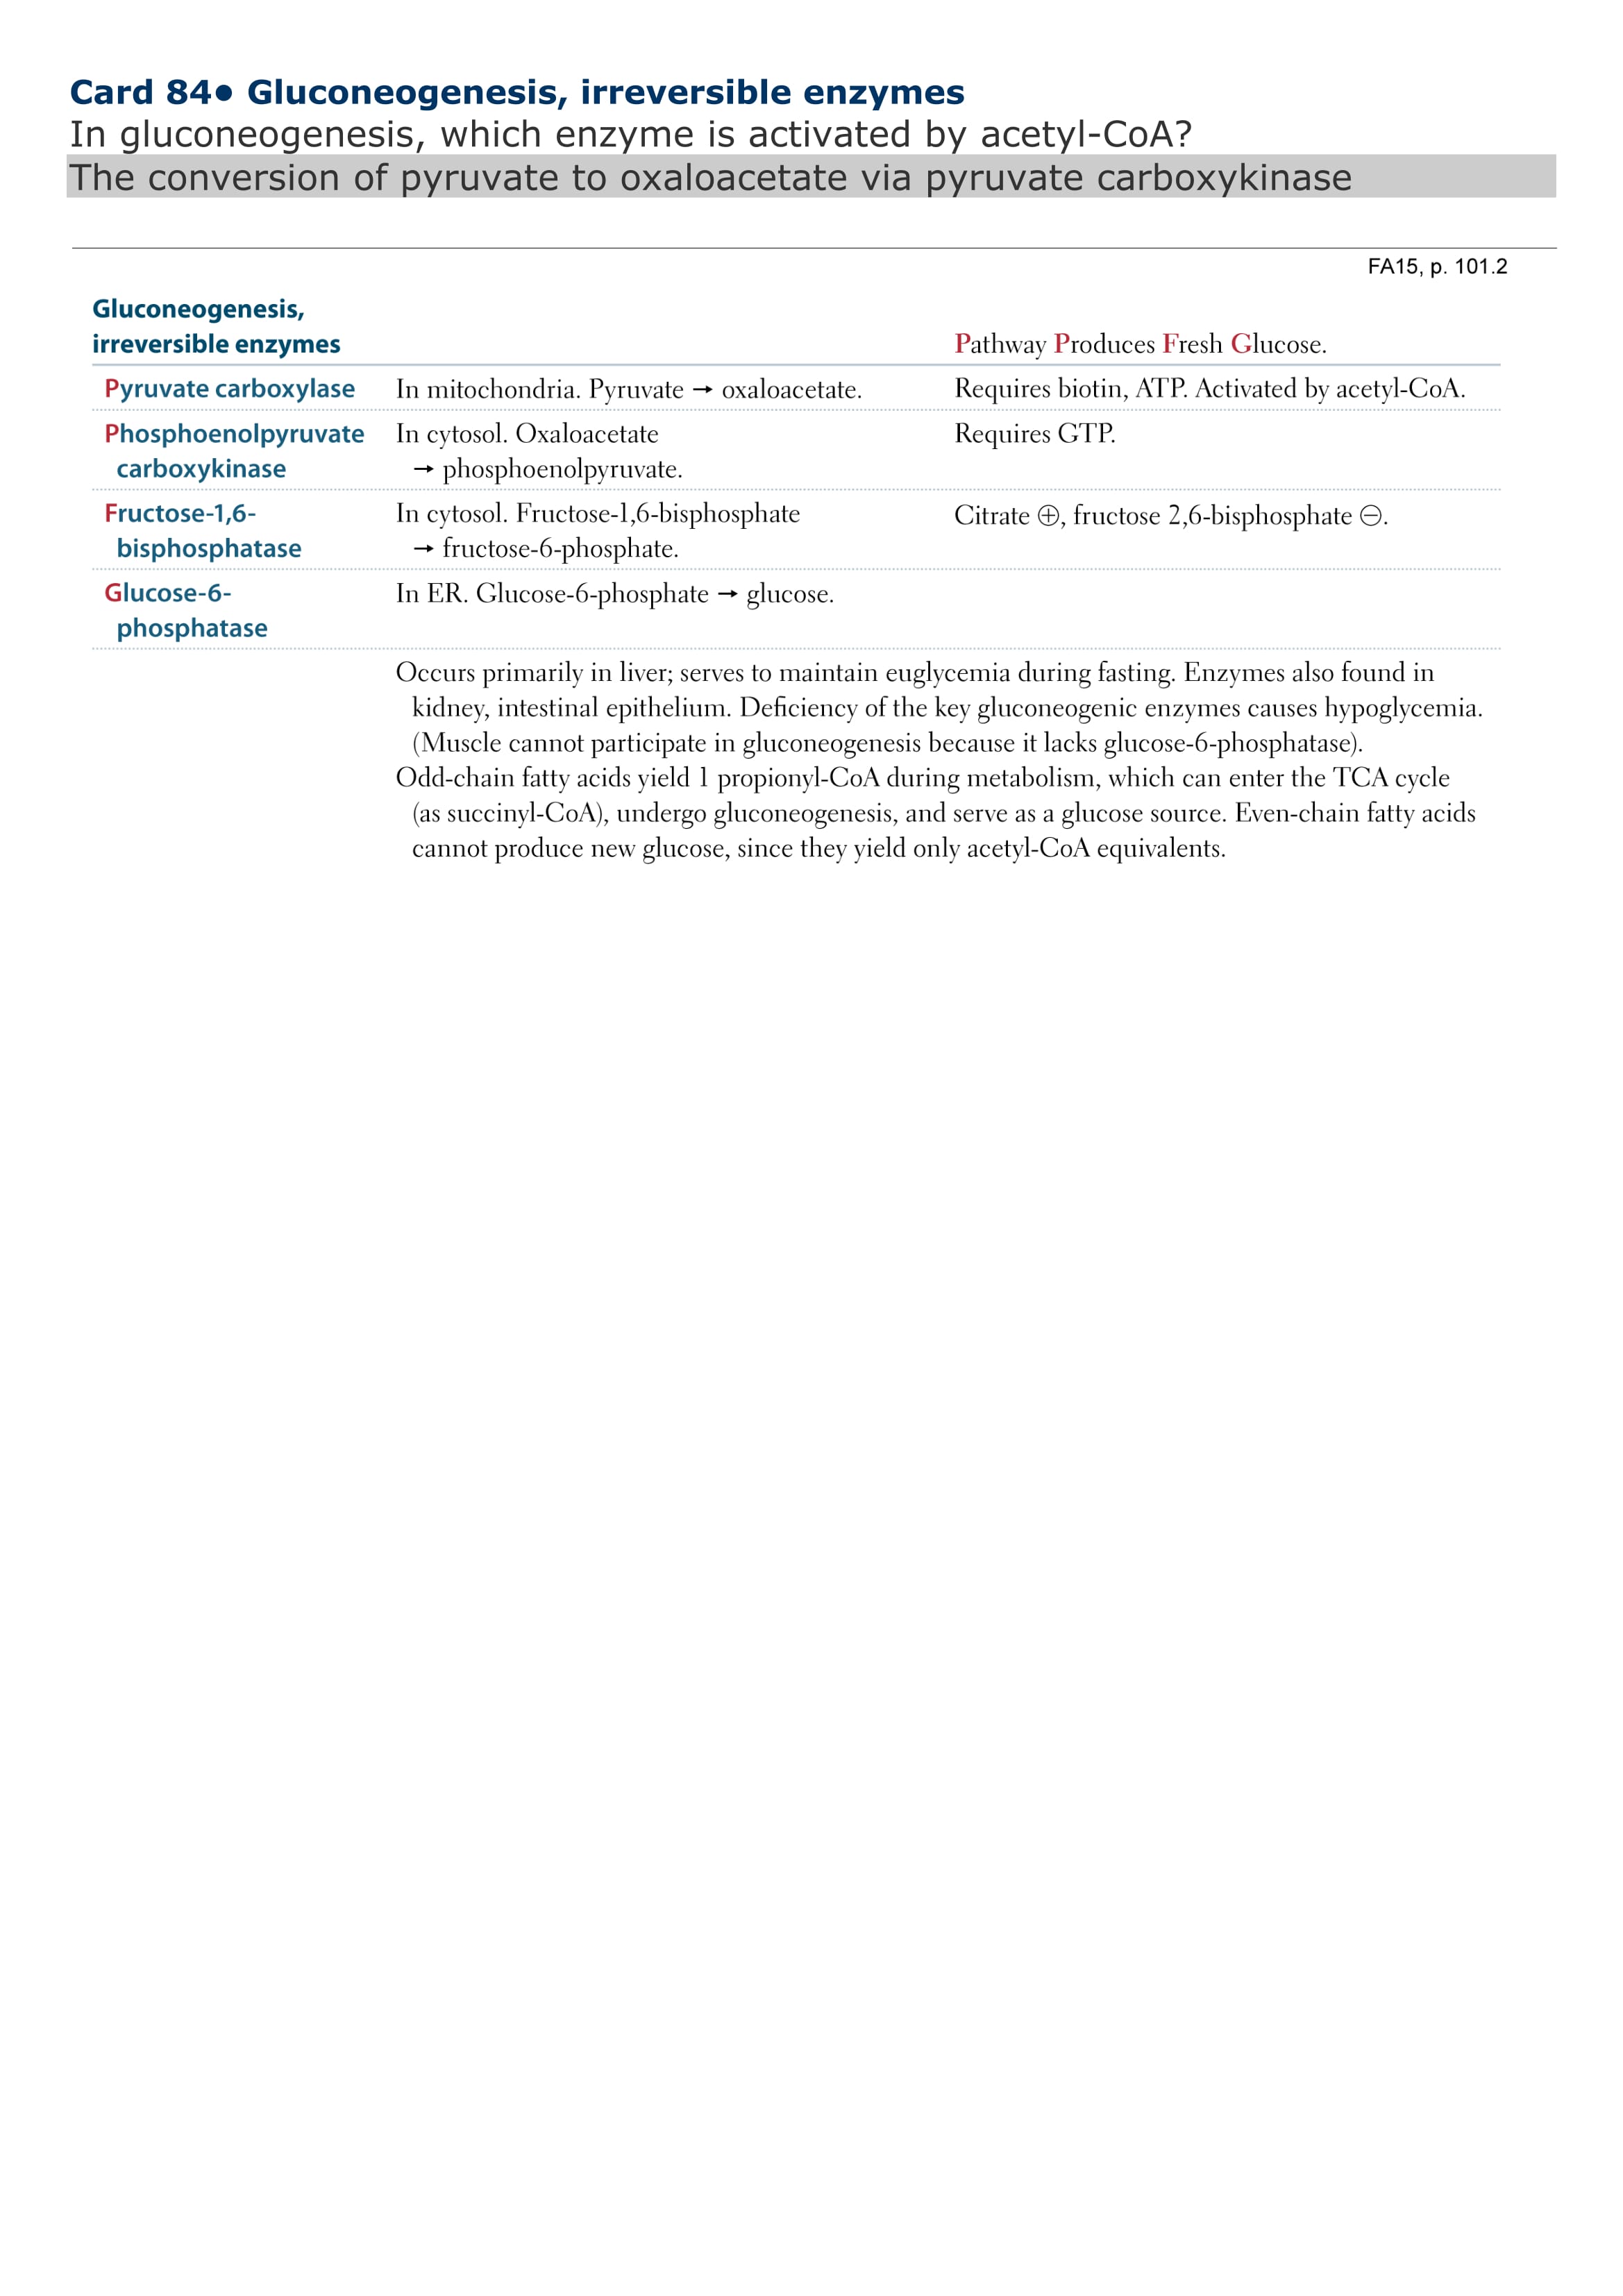 Card 84● Gluconeogenesis, irreversible enzymes
In gluconeogenesis, which enzyme is activated by acetyl-CoA?
The conversion of pyruvate to oxaloacetate via pyruvate carboxykinase
FA15, p. 101.2
Gluconeogenesis,
irreversible enzymes
Pathway Produces Fresh Glucose.
Pyruvate carboxylase
In mitochondria. Pyruvate → oxaloacetate.
Requires biotin, ATP. Activated by acetyl-CoA.
Phosphoenolpyruvate
carboxykinase
In cytosol. Oxaloacetate
→ phosphoenolpyruvate.
Requires GTP.
Fructose-1,6-
bisphosphatase
In cytosol. Fructose-1,6-bisphosphate
→ fructose-6-phosphate.
Citrate ⊕, fructose 2,6-bisphosphate ⊖.
Glucose-6-
phosphatase
In ER. Glucose-6-phosphate → glucose.
Occurs primarily in liver; serves to maintain euglycemia during fasting. Enzymes also found in
kidney, intestinal epithelium. Deficiency of the key gluconeogenic enzymes causes hypoglycemia.
(Muscle cannot participate in gluconeogenesis because it lacks glucose-6-phosphatase).
Odd-chain fatty acids yield 1 propionyl-CoA during metabolism, which can enter the TCA cycle
(as succinyl-CoA), undergo gluconeogenesis, and serve as a glucose source. Even-chain fatty acids
cannot produce new glucose, since they yield only acetyl-CoA equivalents.